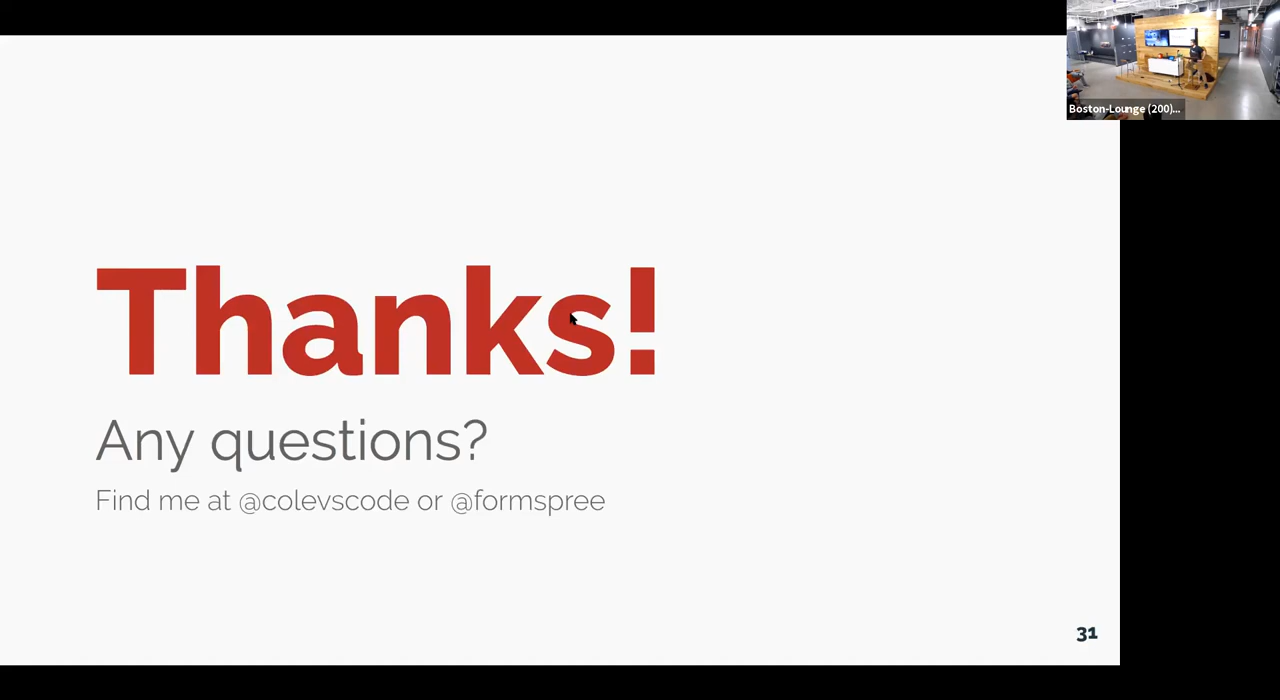 Boston-Lounge (200)...
Thanks!
Any questions?
Find me at @colevscode or @formspree
31